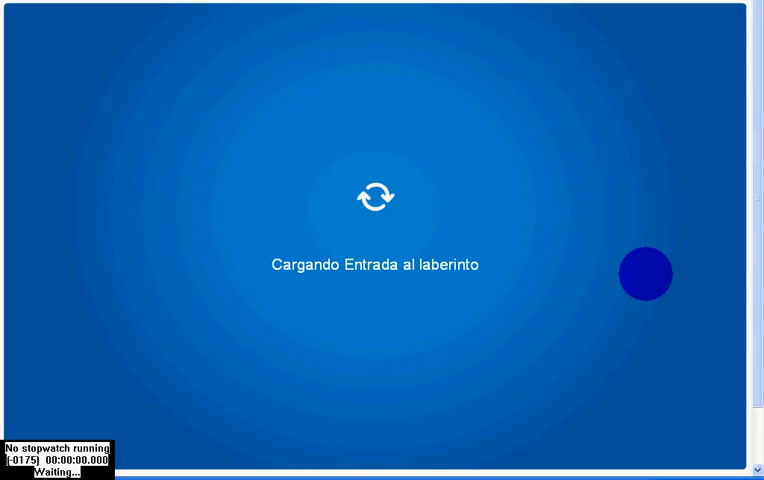 Cargando Entrada al laberinto
No stopwatch running
(-0175) 00:00:00.000
Waiting...